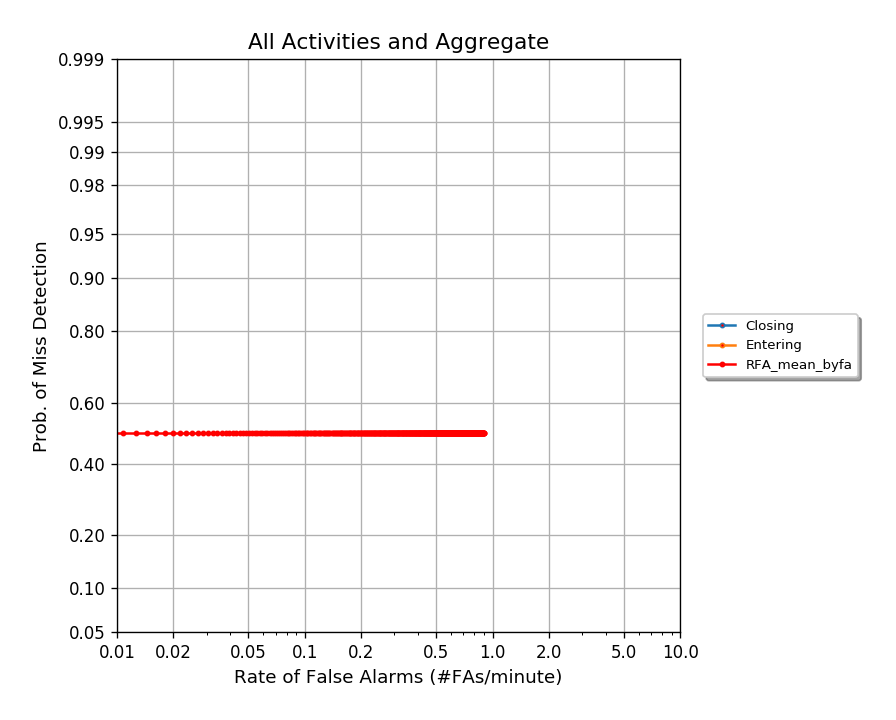 All Activities and Aggregate
0.999
0.995
0.99
0.98
0.95
0.90
0.80
0.60
0.40
0.20
0.10
0.05
Prob. of Miss Detection
0.01 0.02 0.05 0.1 0.2 0.5 1.0 2.0 5.0 10.0
Rate of False Alarms (#FAs/minute)
Closing
Entering
RFA_mean_byfa